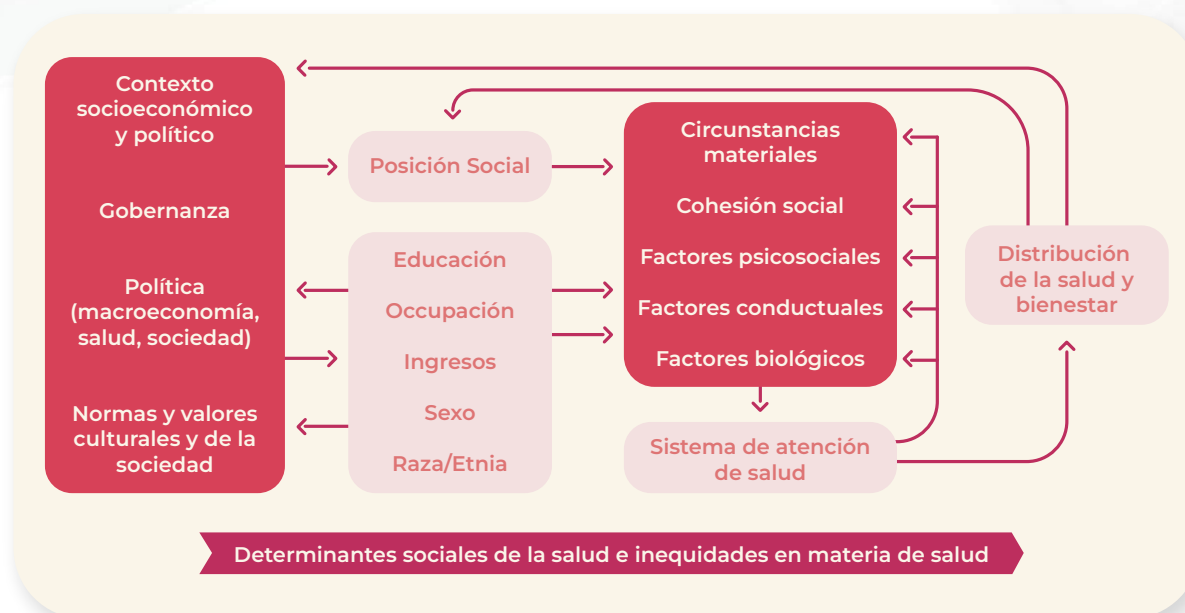 Contexto
socioeconómico
y político
Gobernanza
Política
(macroeconomía,
salud, sociedad)
Normas y valores
culturales y de la
sociedad
Posición Social
Educación
Occupación
Ingresos
Sexo
Raza/Etnia
Circunstancias
materiales
Cohesión social
Factores psicosociales
Factores conductuales
Factores biológicos
Sistema de atención
de salud
Distribución
de la salud y
bienestar
Determinantes sociales de la salud e inequidades en materia de salud